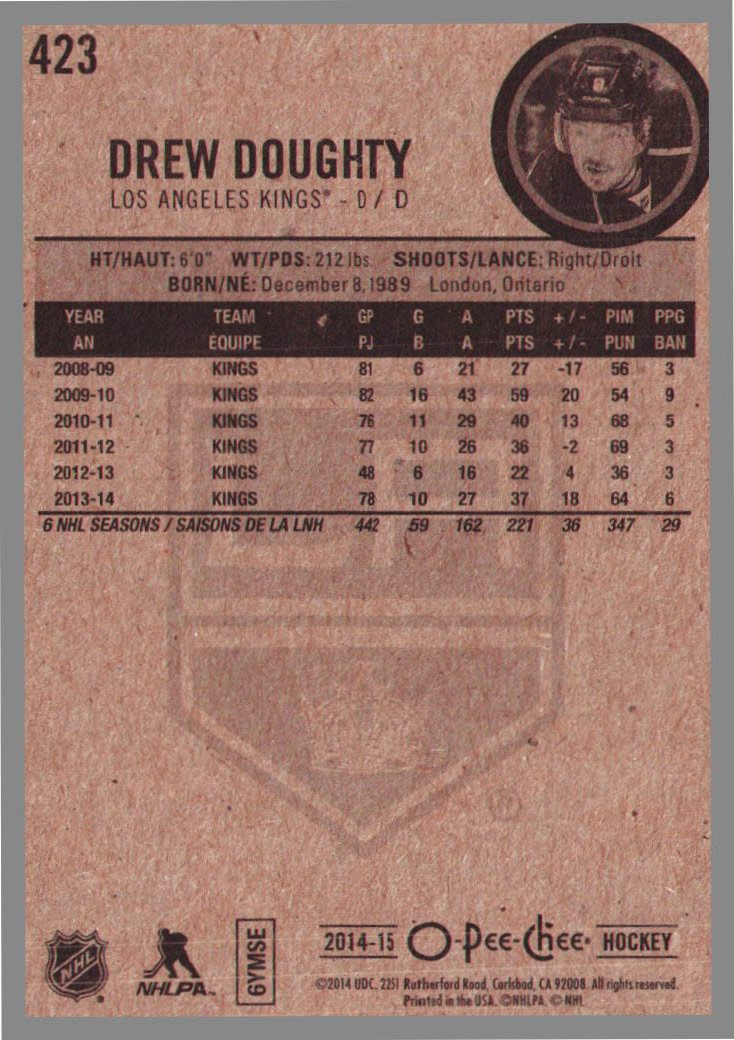 423
DREW DOUGHTY
LOS ANGELES KINGS® - D / D
HT/HAUT: 6'0" WT/PDS: 212 lbs. SHOOTS/LANCE: Right/Droit
BORN/NÉ: December 8, 1989 London, Ontario
YEAR TEAM GP G A PTS +/- PIM PPG
AN ÉQUIPE PJ B A PTS +/- PUN BAN
2008-09 KINGS 81 6 21 27 -17 56 3
2009-10 KINGS 82 16 43 59 20 54 9
2010-11 KINGS 76 11 29 40 13 68 5
2011-12 KINGS 77 10 26 36 -2 69 3
2012-13 KINGS 48 6 16 22 4 36 3
2013-14 KINGS 78 10 27 37 18 64 6
6 NHL SEASONS / SAISONS DE LA LNH 442 59 162 221 36 347 29
NHL
NHLPA™
6YMSE
2014-15 O-Pee-Chee® HOCKEY
©2014 UDC. 2251 Rutherford Road, Carlsbad, CA 92008. All rights reserved.
Printed in the USA. ©NHLPA. © NHL